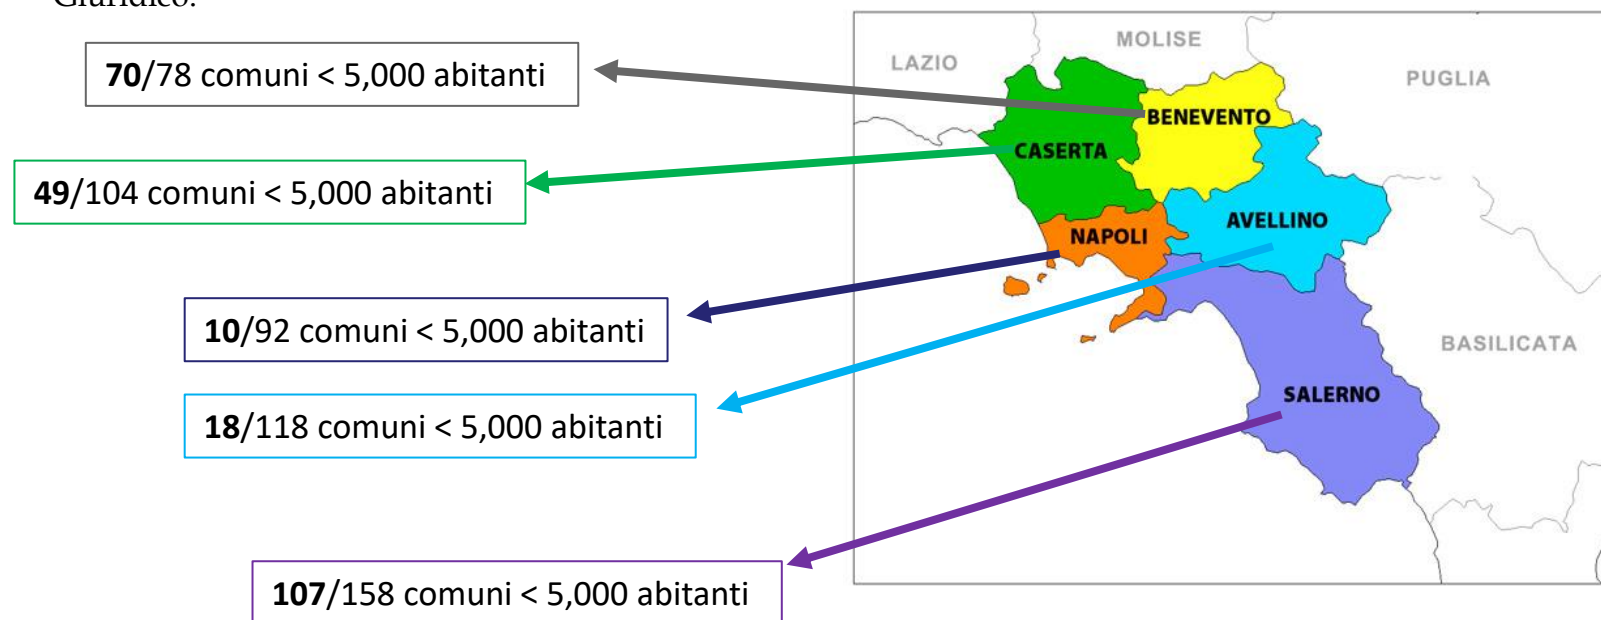 Giuridico.
70/78 comuni < 5,000 abitanti
49/104 comuni < 5,000 abitanti
10/92 comuni < 5,000 abitanti
18/118 comuni < 5,000 abitanti
107/158 comuni < 5,000 abitanti
MOLISE
LAZIO
PUGLIA
BENEVENTO
CASERTA
AVELLINO
NAPOLI
BASILICATA
SALERNO